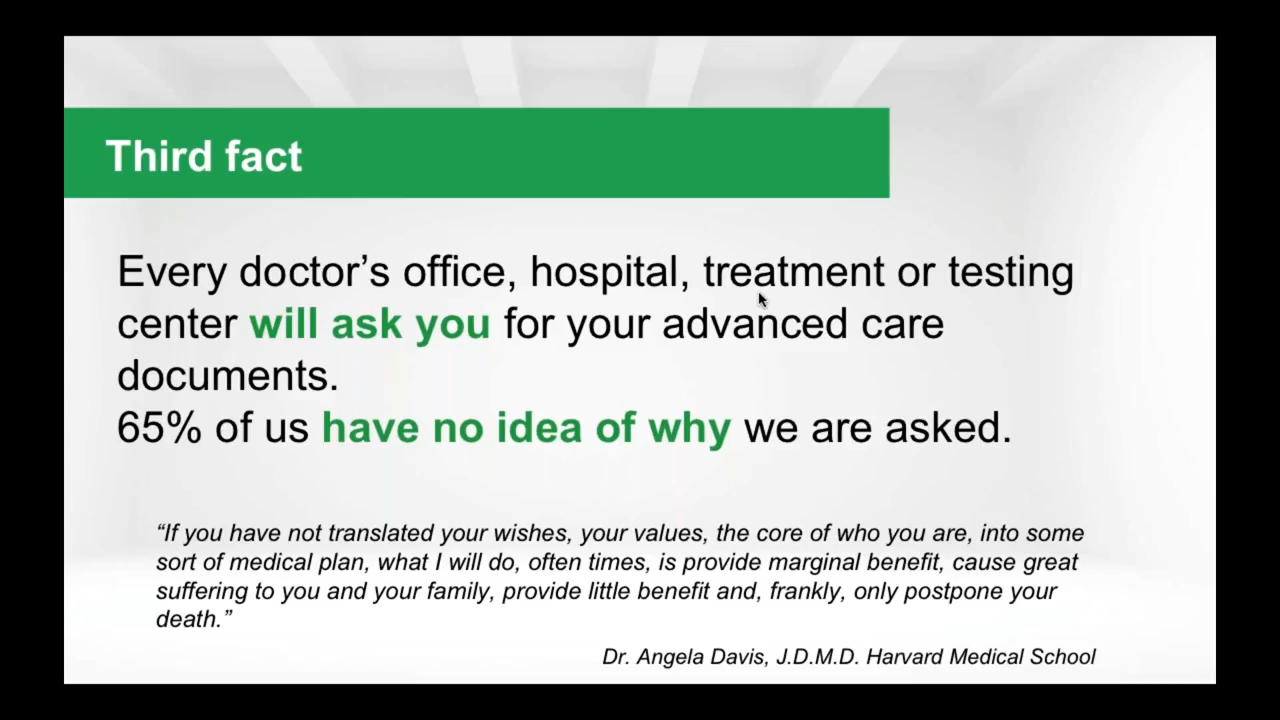 Third fact
Every doctor’s office, hospital, treatment or testing
center will ask you for your advanced care
documents.
65% of us have no idea of why we are asked.
“If you have not translated your wishes, your values, the core of who you are, into some
sort of medical plan, what I will do, often times, is provide marginal benefit, cause great
suffering to you and your family, provide little benefit and, frankly, only postpone your
death.”
Dr. Angela Davis, J.D.M.D. Harvard Medical School